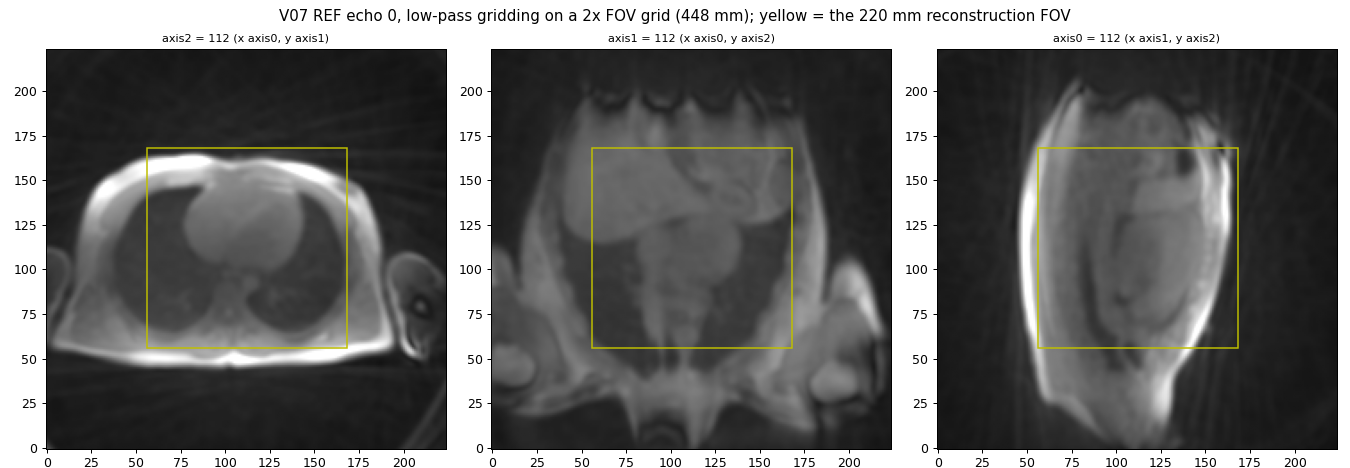 V07 REF echo 0, low-pass gridding on a 2x FOV grid (448 mm); yellow = the 220 mm reconstruction FOV
axis2 = 112 (x axis0, y axis1)
axis1 = 112 (x axis0, y axis2)
axis0 = 112 (x axis1, y axis2)
200 200 200
175 175 175
150 150 150
125 125 125
100 100 100
75 75 75
50 50 50
25 25 25
0 0 0
0 25 50 75 100 125 150 175 200 0 25 50 75 100 125 150 175 200 0 25 50 75 100 125 150 175 200